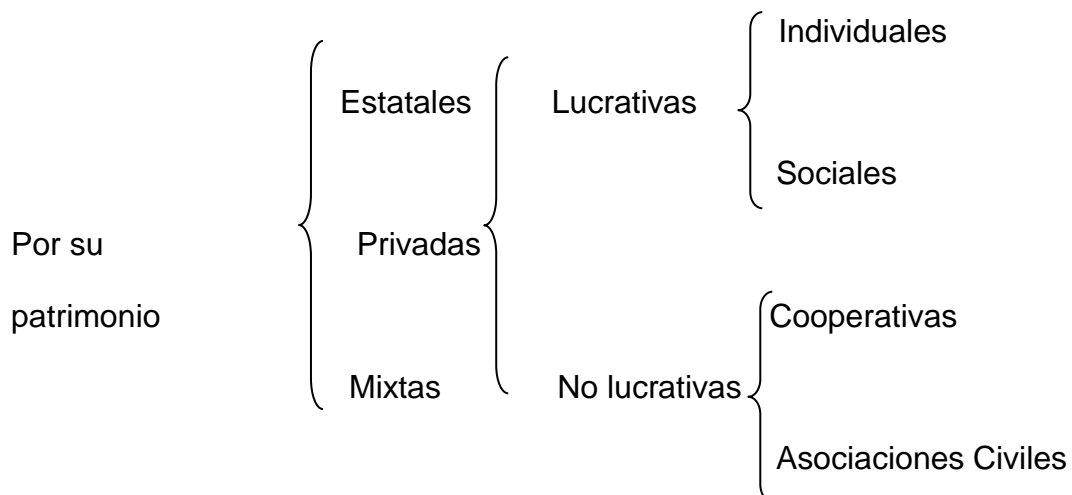 Individuales
Estatales
Lucrativas
Sociales
Por su
Privadas
patrimonio
Cooperativas
Mixtas
No lucrativas
Asociaciones Civiles